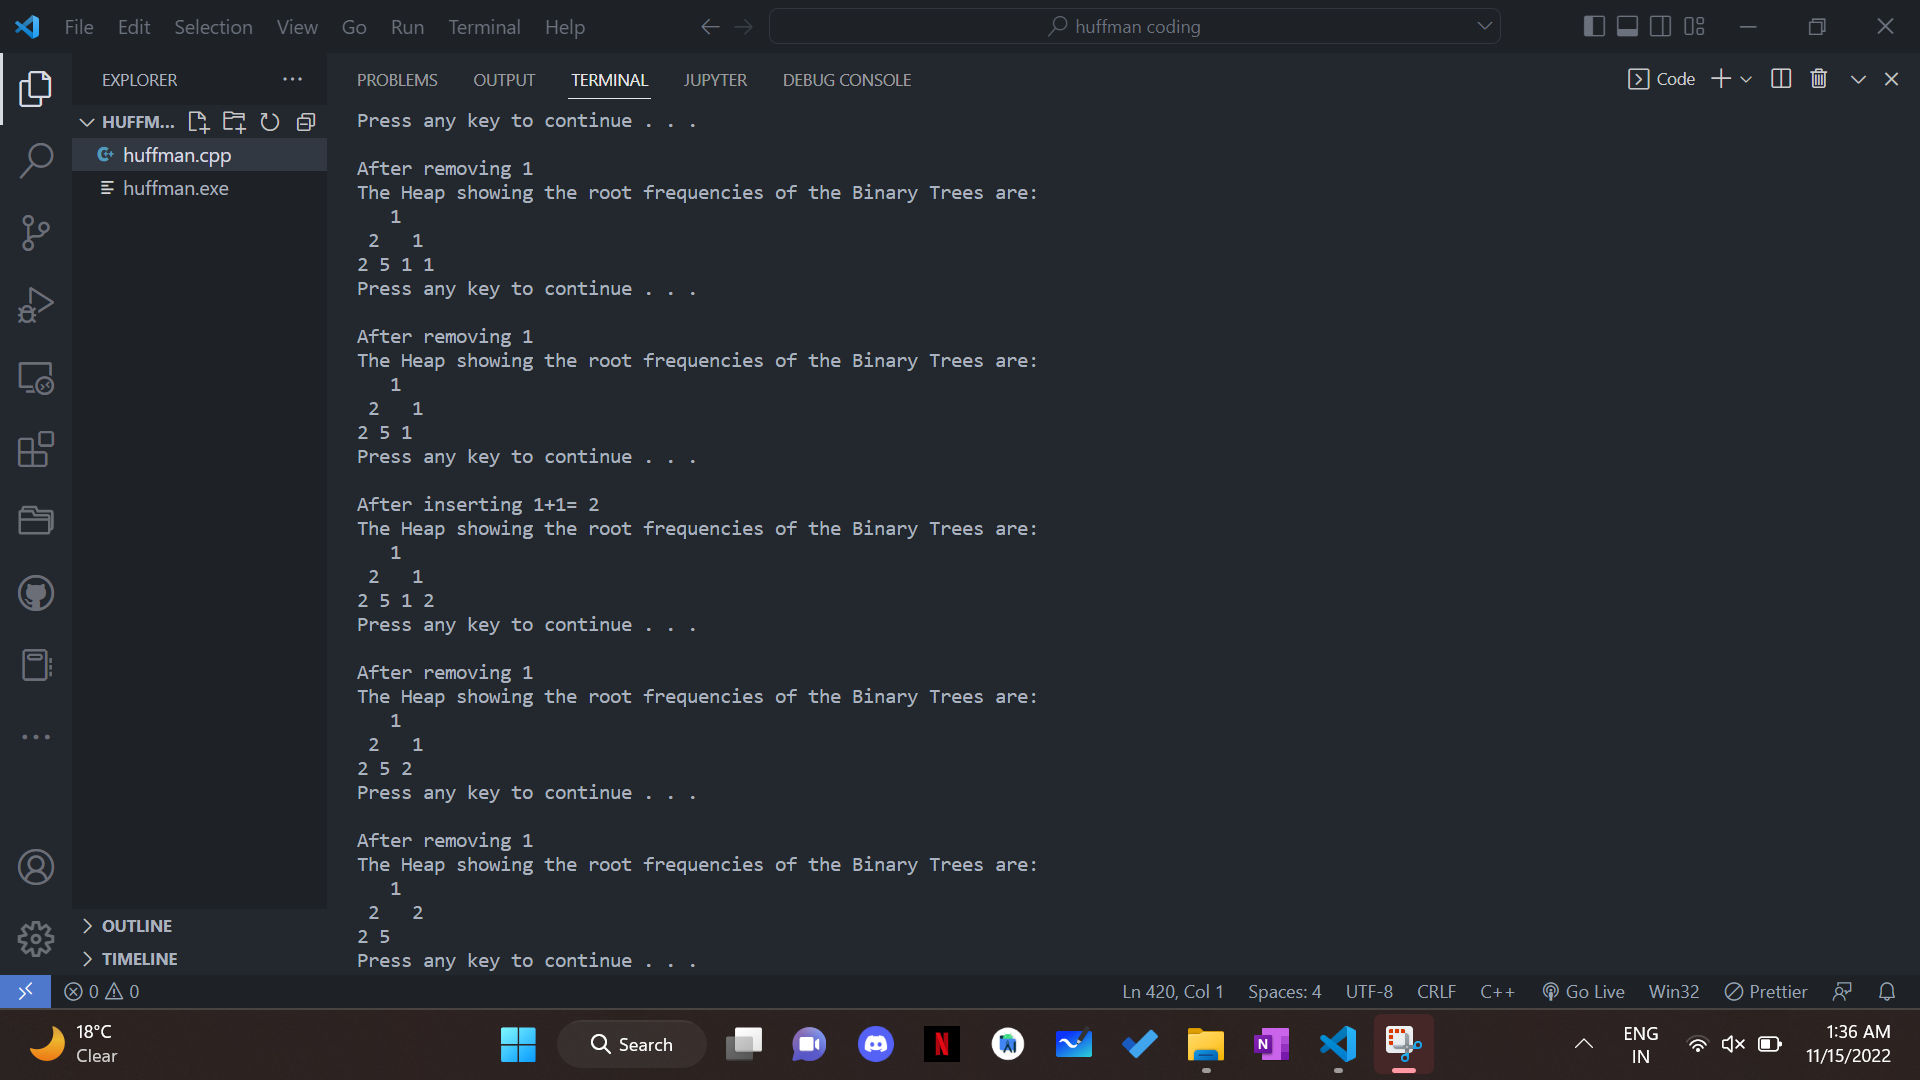 File Edit Selection View Go Run Terminal Help
huffman coding
EXPLORER
HUFFM...
huffman.cpp
huffman.exe
OUTLINE
TIMELINE
PROBLEMS OUTPUT TERMINAL JUPYTER DEBUG CONSOLE
Code
Press any key to continue . . .
After removing 1
The Heap showing the root frequencies of the Binary Trees are:
1
2 1
2 5 1 1
Press any key to continue . . .
After removing 1
The Heap showing the root frequencies of the Binary Trees are:
1
2 1
2 5 1
Press any key to continue . . .
After inserting 1+1= 2
The Heap showing the root frequencies of the Binary Trees are:
1
2 1
2 5 1 2
Press any key to continue . . .
After removing 1
The Heap showing the root frequencies of the Binary Trees are:
1
2 1
2 5 2
Press any key to continue . . .
After removing 1
The Heap showing the root frequencies of the Binary Trees are:
1
2 2
2 5
Press any key to continue . . .
0 0
Ln 420, Col 1 Spaces: 4 UTF-8 CRLF C++ Go Live Win32 Prettier
18°C
Clear
Search
N
N
ENG
IN
1:36 AM
11/15/2022